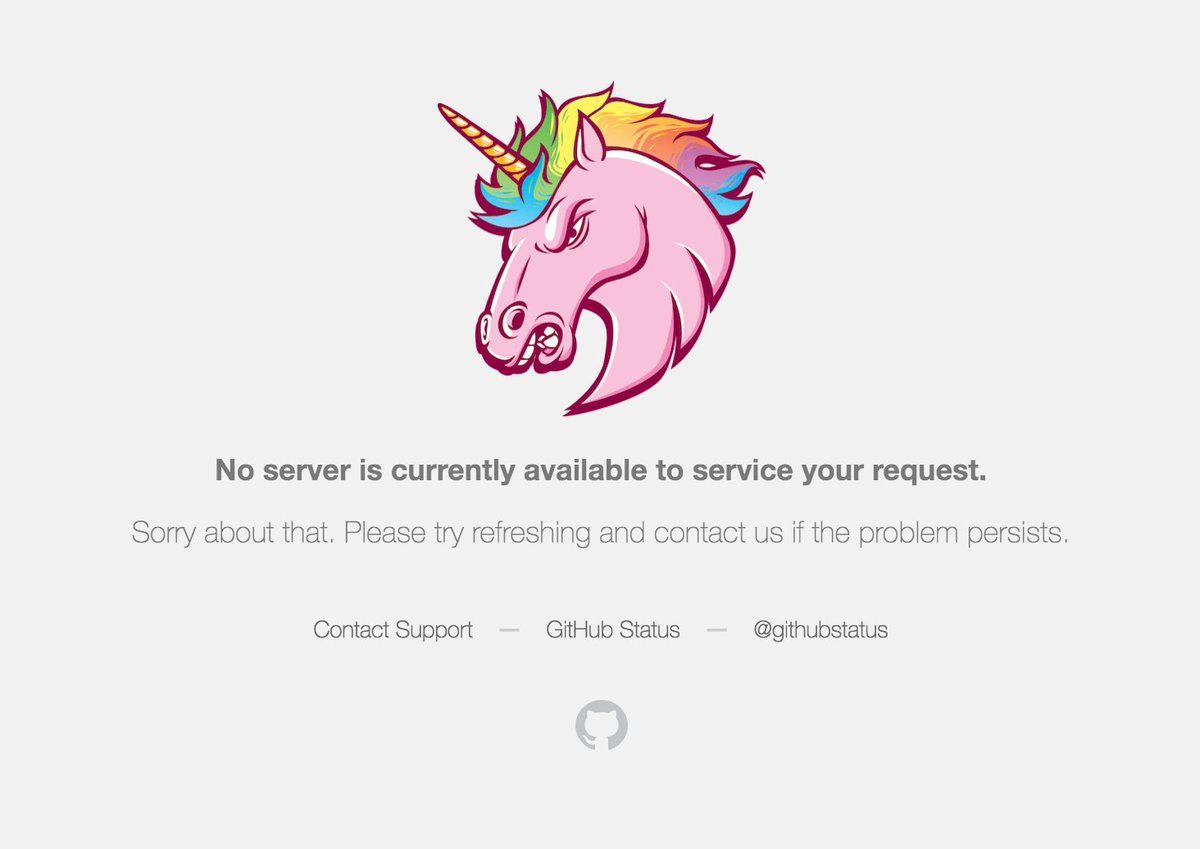 No server is currently available to service your request.
Sorry about that. Please try refreshing and contact us if the problem persists.
Contact Support — GitHub Status — @githubstatus